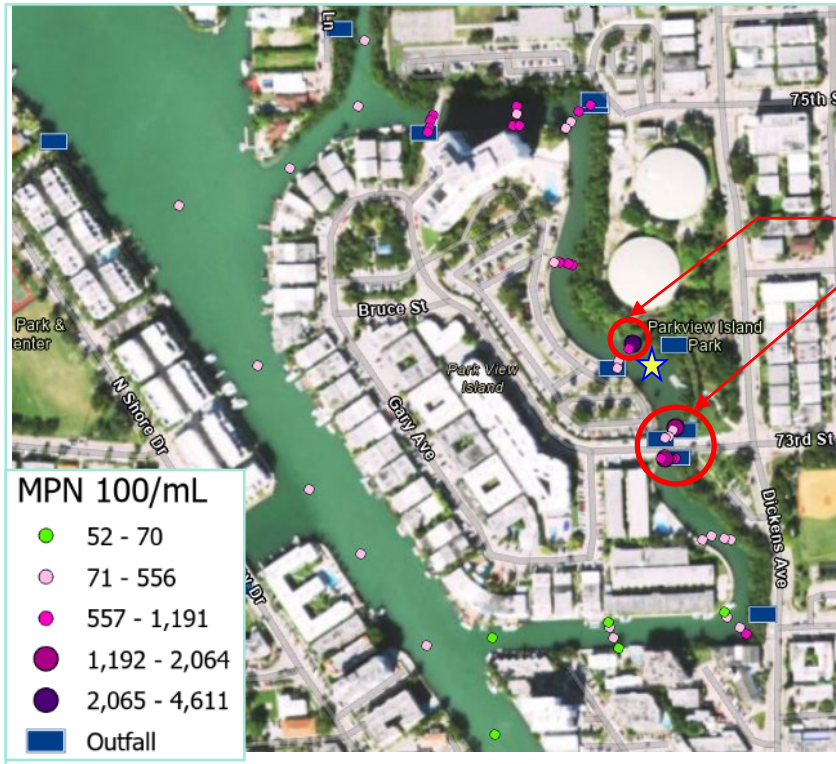 Ln
75th S
Bruce St
Parkview Island
Park
Park &
enter
Park View
Island
N Shore Dr
Gary Ave
73rd St
Dickens Ave
y Dr
MPN 100/mL
52 - 70
71 - 556
557 - 1,191
1,192 - 2,064
2,065 - 4,611
Outfall